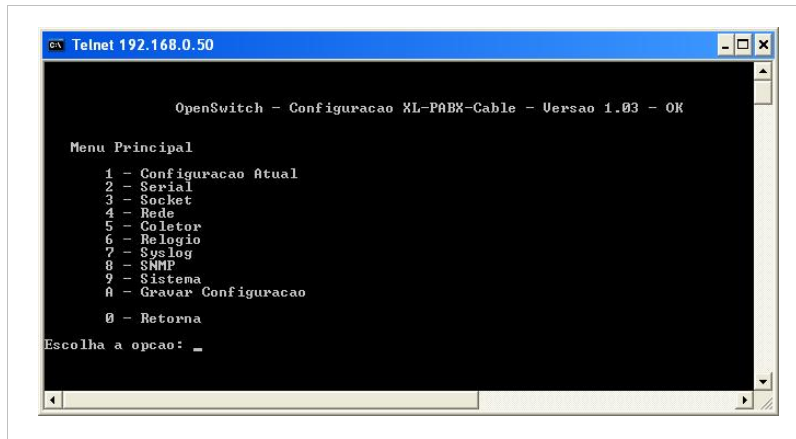 Telnet 192.168.0.50
OpenSwitch - Configuracao XL-PABX-Cable - Versao 1.03 - OK
Menu Principal
1 - Configuracao Atual
2 - Serial
3 - Socket
4 - Rede
5 - Coletor
6 - Relogio
7 - Syslog
8 - SNMP
9 - Sistema
A - Gravar Configuracao
0 - Retorna
Escolha a opcao: _